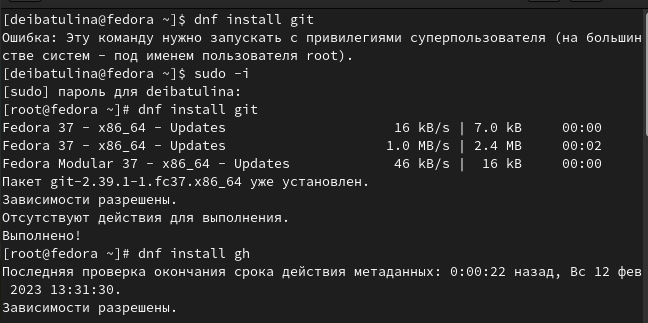 [deibatulina@fedora ~]$ dnf install git
Ошибка: Эту команду нужно запускать с привилегиями суперпользователя (на большин
стве систем - под именем пользователя root).
[deibatulina@fedora ~]$ sudo -i
[sudo] пароль для deibatulina:
[root@fedora ~]# dnf install git
Fedora 37 - x86_64 - Updates                     16 kB/s | 7.0 kB     00:00
Fedora 37 - x86_64 - Updates                    1.0 MB/s | 2.4 MB     00:02
Fedora Modular 37 - x86_64 - Updates             46 kB/s |  16 kB     00:00
Пакет git-2.39.1-1.fc37.x86_64 уже установлен.
Зависимости разрешены.
Отсутствуют действия для выполнения.
Выполнено!
[root@fedora ~]# dnf install gh
Последняя проверка окончания срока действия метаданных: 0:00:22 назад, Вс 12 фев
 2023 13:31:30.
Зависимости разрешены.